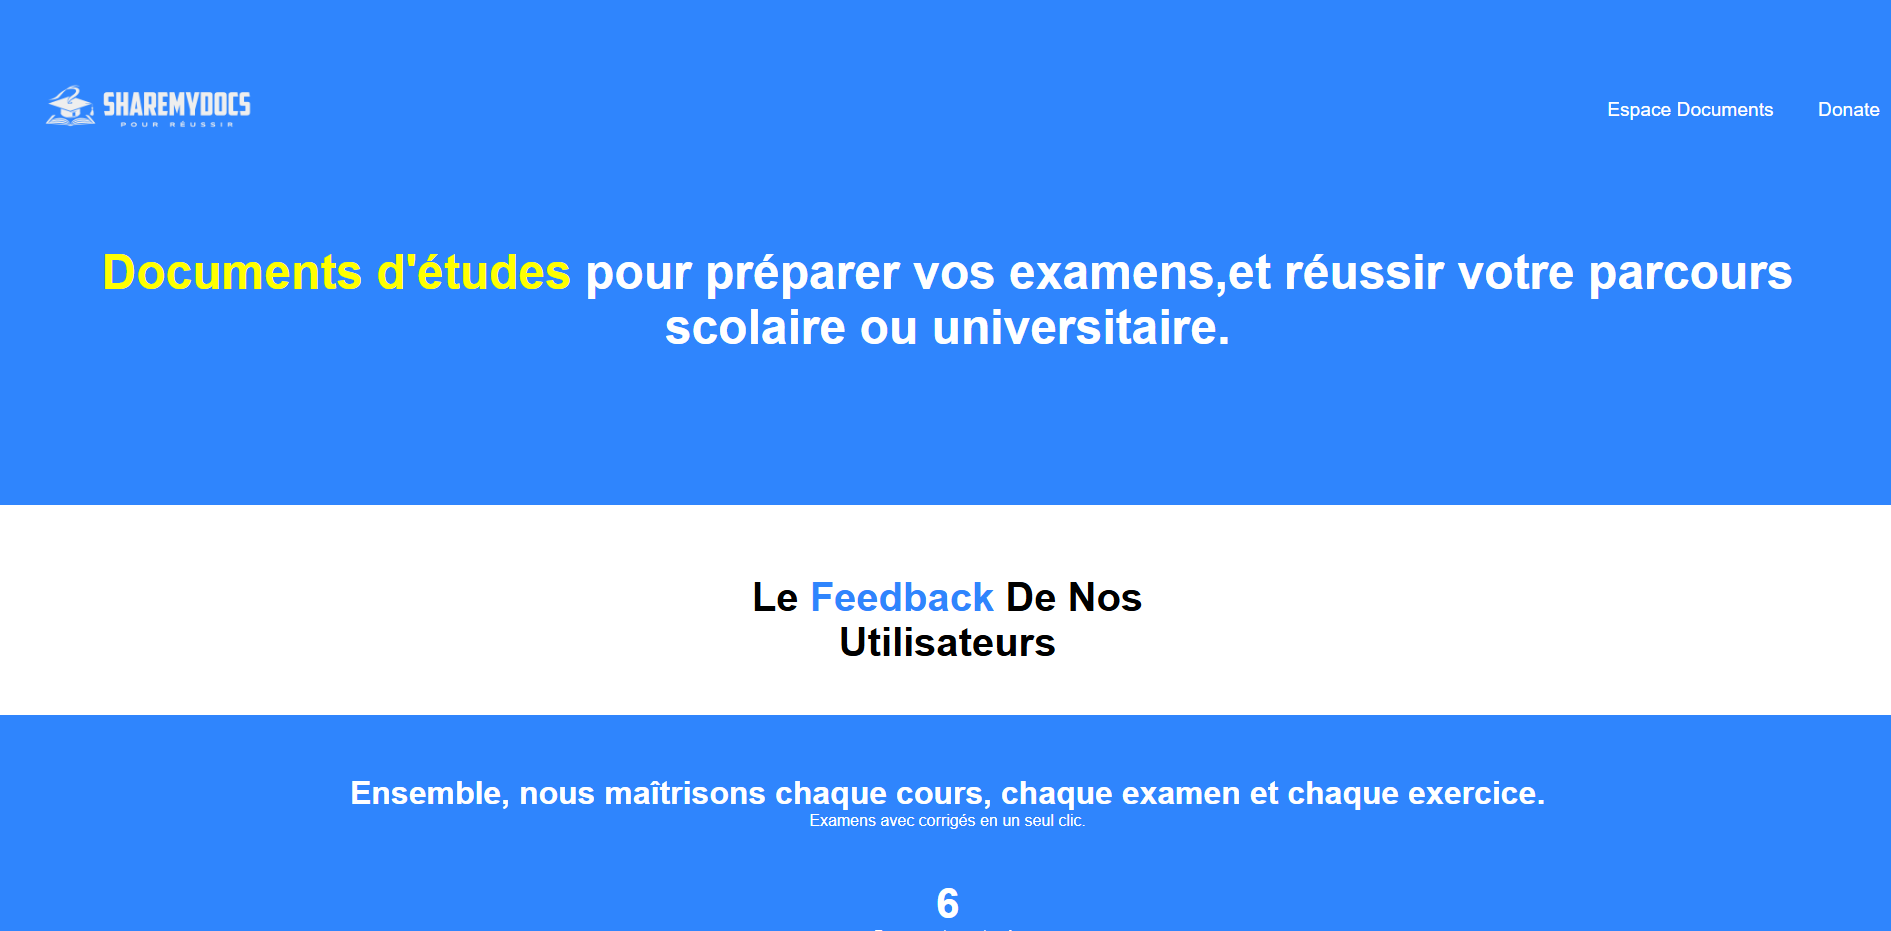 SHAREMYDOCS
POUR RÉUSSIR
Espace Documents
Donate
Documents d'études pour préparer vos examens,et réussir votre parcours
scolaire ou universitaire.
Le Feedback De Nos
Utilisateurs
Ensemble, nous maîtrisons chaque cours, chaque examen et chaque exercice.
Examens avec corrigés en un seul clic.
6